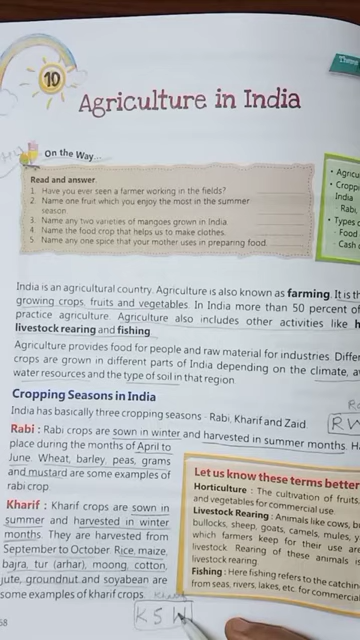 Theme
10
Agriculture in India
On the Way...
Read and answer.
1. Have you ever seen a farmer working in the fields?
2. Name one fruit which you enjoy the most in the summer
season.
3. Name any two varieties of mangoes grown in India.
4. Name the food crop that helps us to make clothes.
5. Name any one spice that your mother uses in preparing food.
• Agricu
• Cropp
India
- Rabi,
• Types o
- Food
- Cash
India is an agricultural country. Agriculture is also known as farming. It is th
growing crops, fruits and vegetables. In India more than 50 percent of
practice agriculture. Agriculture also includes other activities like h
livestock rearing and fishing.
Agriculture provides food for people and raw material for industries. Differ
crops are grown in different parts of India depending on the climate, av
water resources and the type of soil in that region.
Cropping Seasons in India
India has basically three cropping seasons - Rabi, Kharif and Zaid
R W
Rabi : Rabi crops are sown in winter and harvested in summer months. Ha
place during the months of April to
June. Wheat, barley, peas, grams
and mustard are some examples of
rabi crop.
Kharif : Kharif crops are sown in
summer and harvested in winter
months. They are harvested from
September to October. Rice, maize,
bajra, tur (arhar), moong, cotton,
jute, groundnut and soyabean are
some examples of kharif crops.
Let us know these terms better
Horticulture : The cultivation of fruits,
and vegetables for commercial use.
Livestock Rearing : Animals like cows, bu
bullocks, sheep, goats, camels, mules, y
which farmers keep for their use are
livestock. Rearing of these animals is
livestock rearing
Fishing : Here fishing refers to the catchin
from seas, rivers, lakes, etc. for commercial
K S W
68